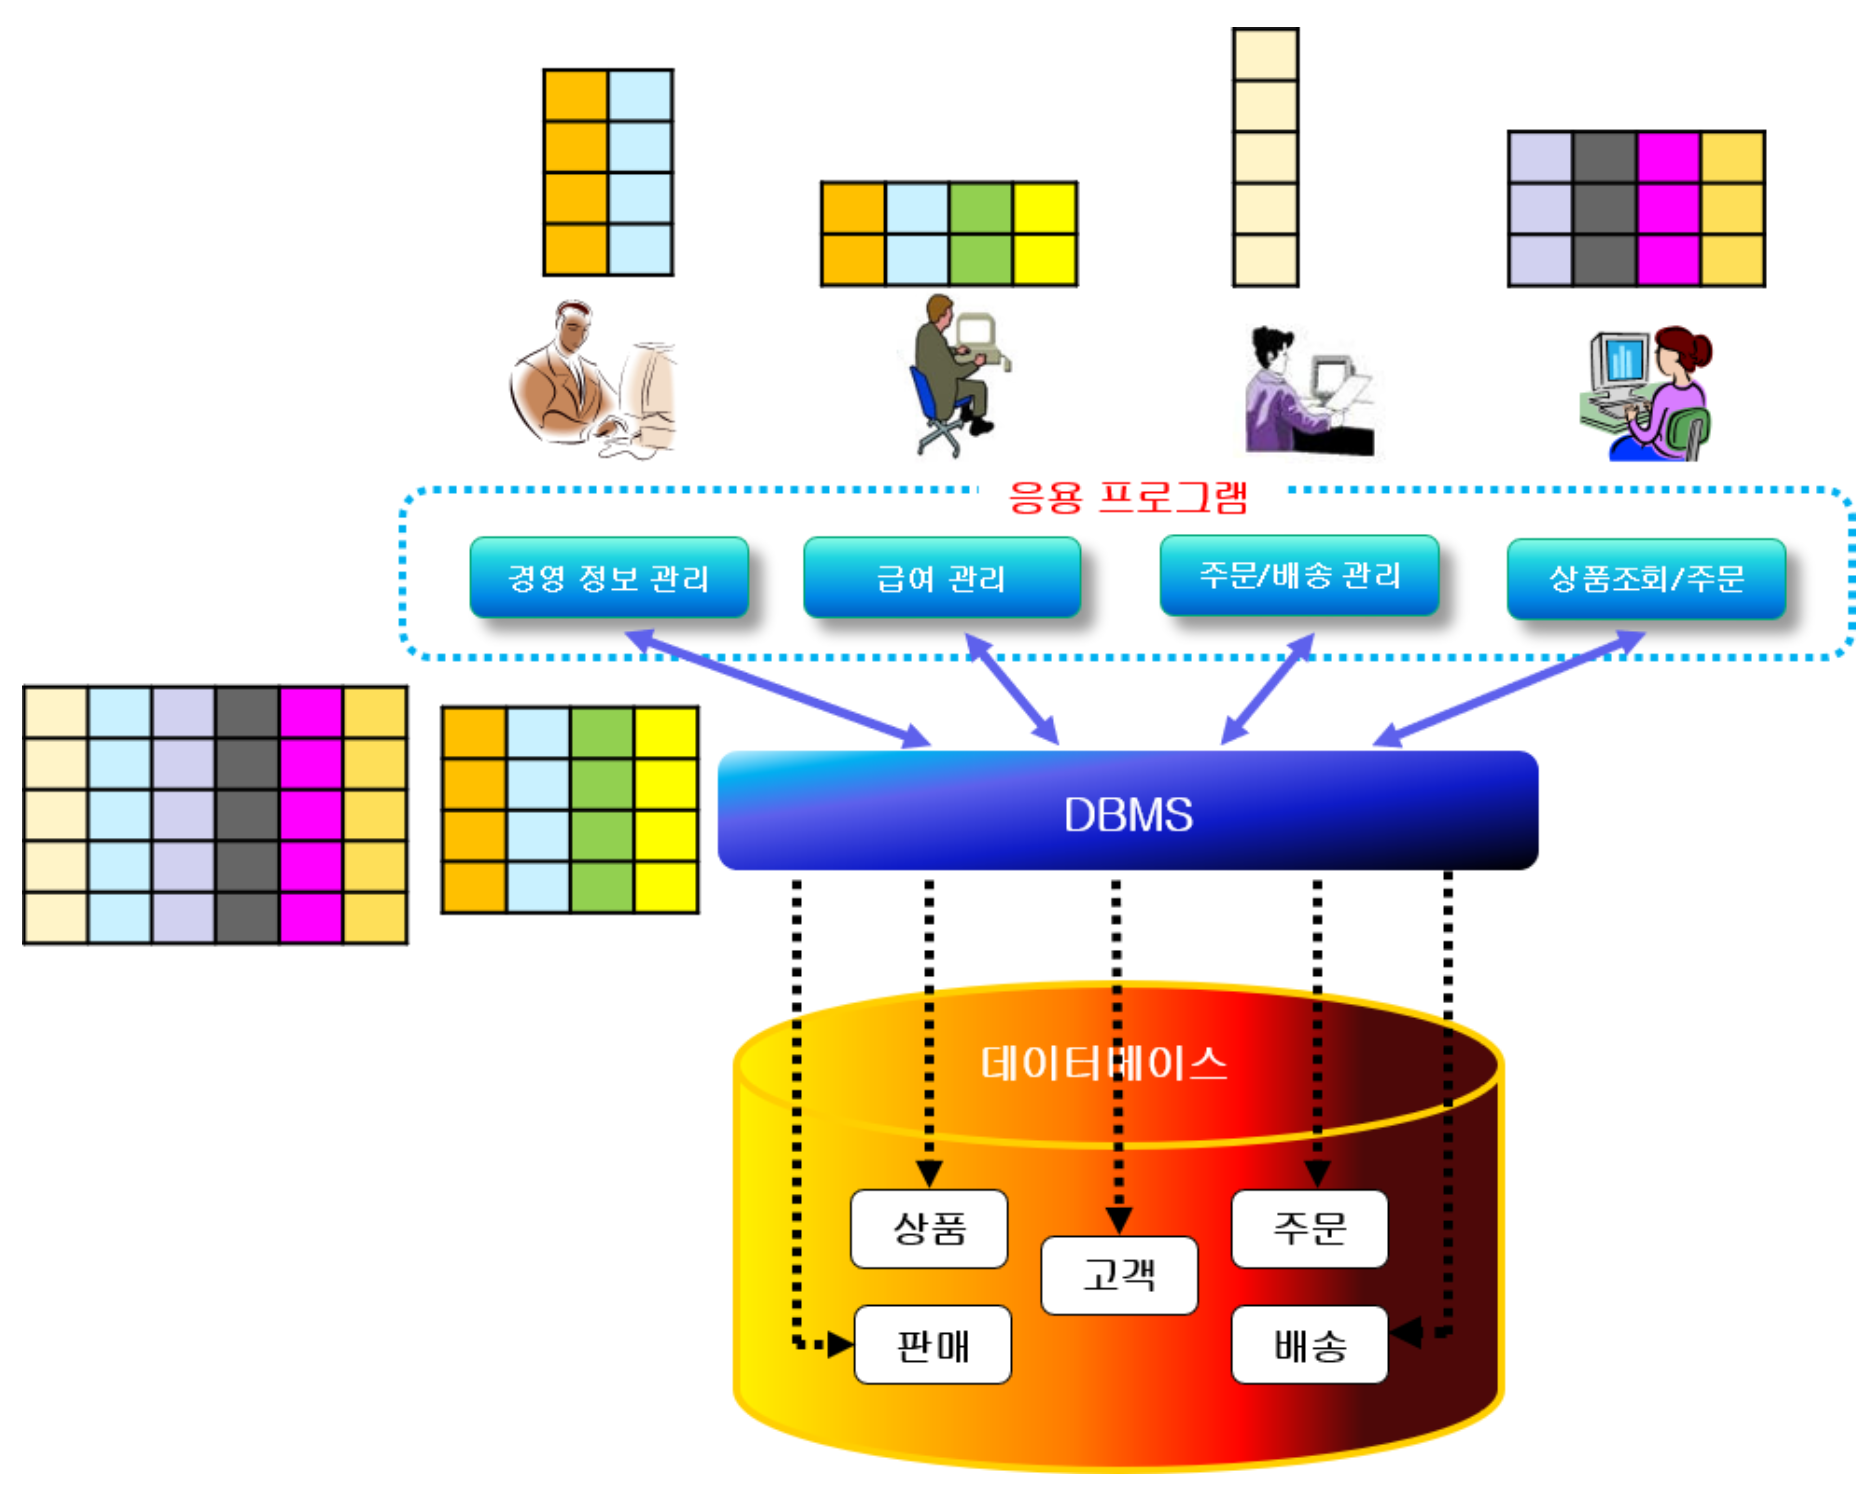 응용 프로그램
경영 정보 관리
급여 관리
주문/배송 관리
상품조회/주문
DBMS
데이터베이스
상품
주문
고객
판매
배송